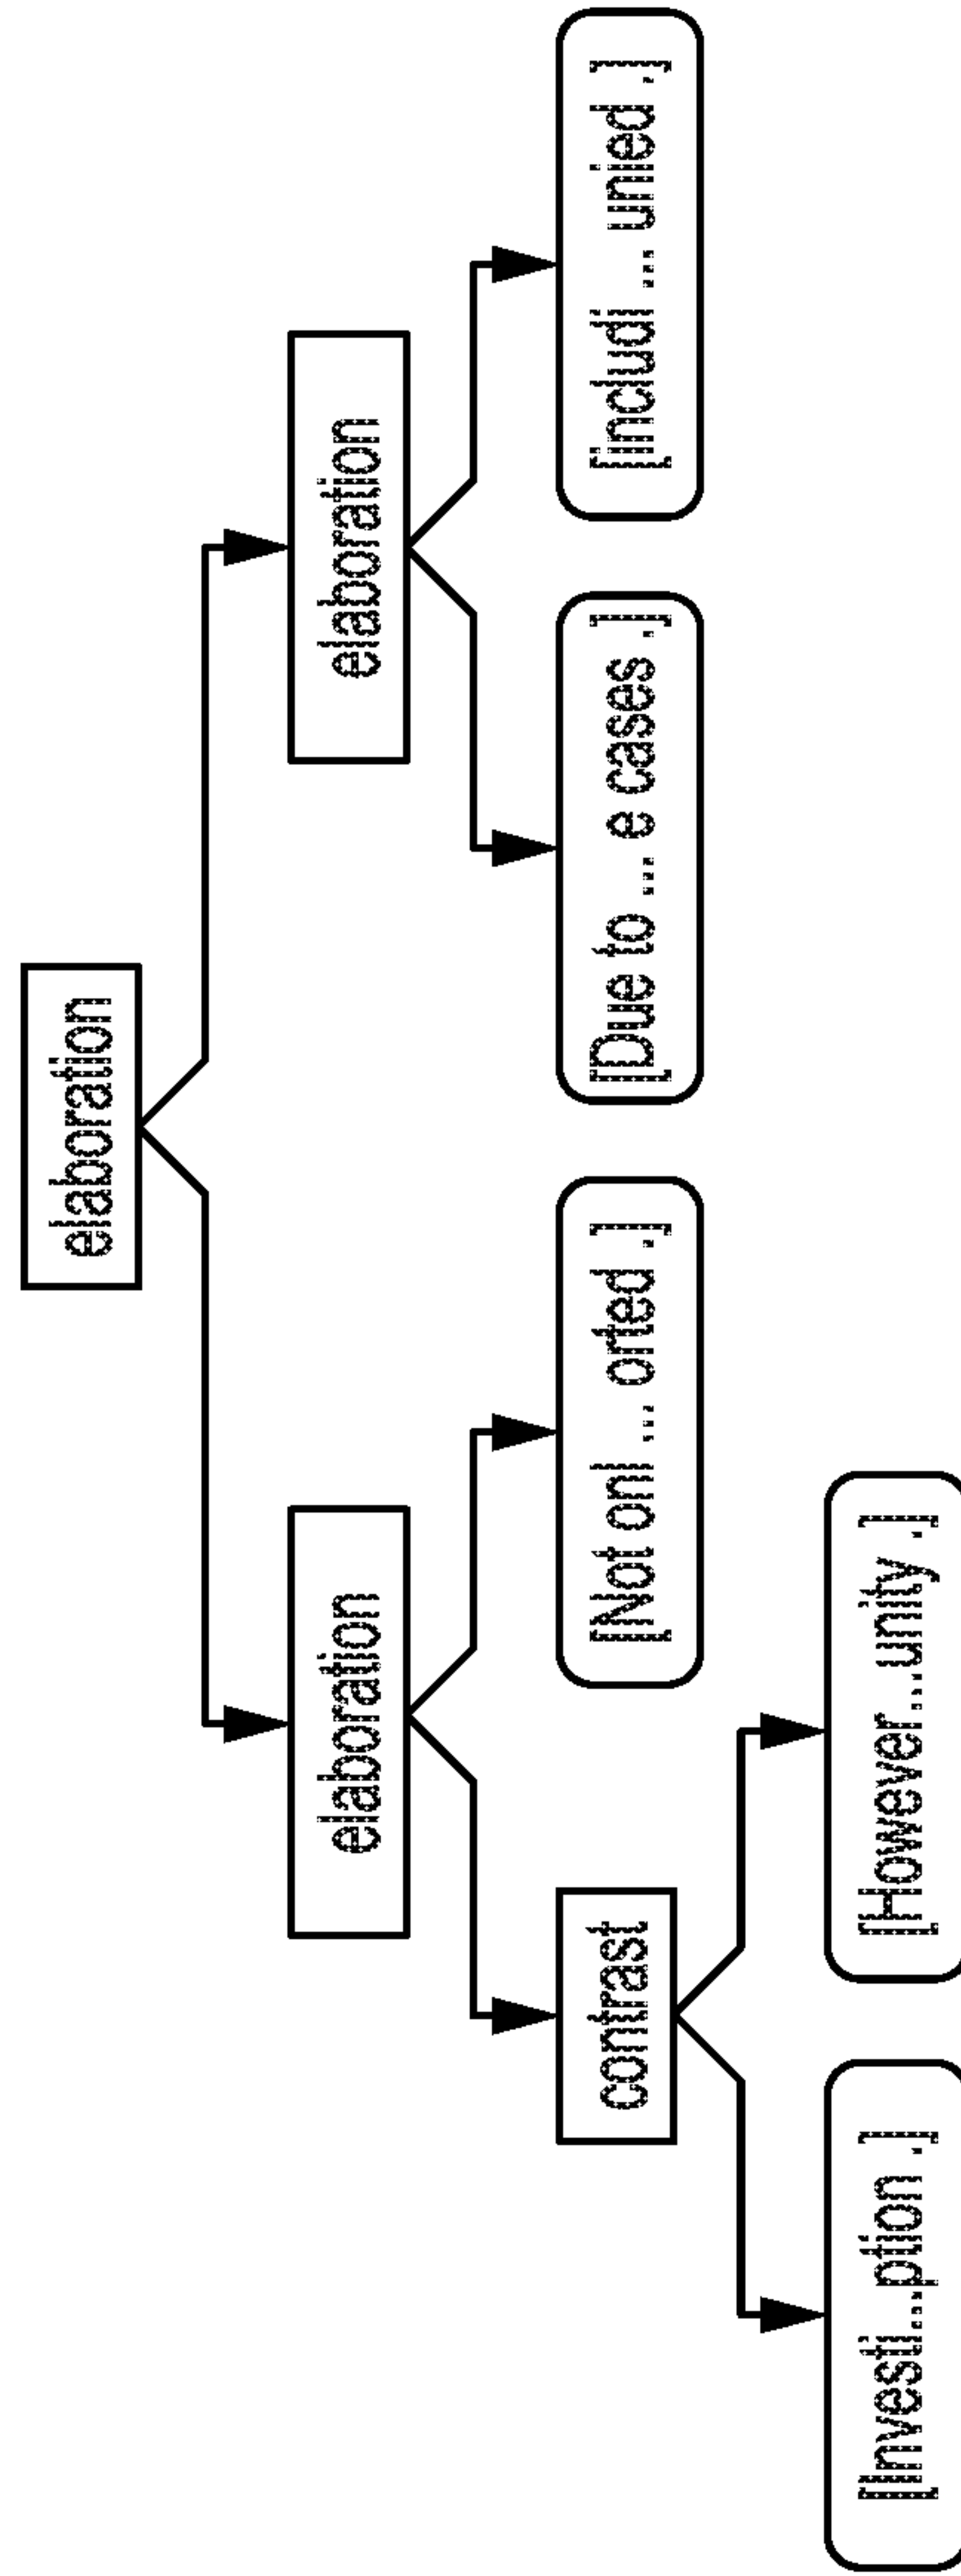 elaboration
elaboration
elaboration
contrast
[Not onl ... orted .]
[Due to ... e cases .]
[includi ... unied .]
[Investi...ption .]
[However...unity .]